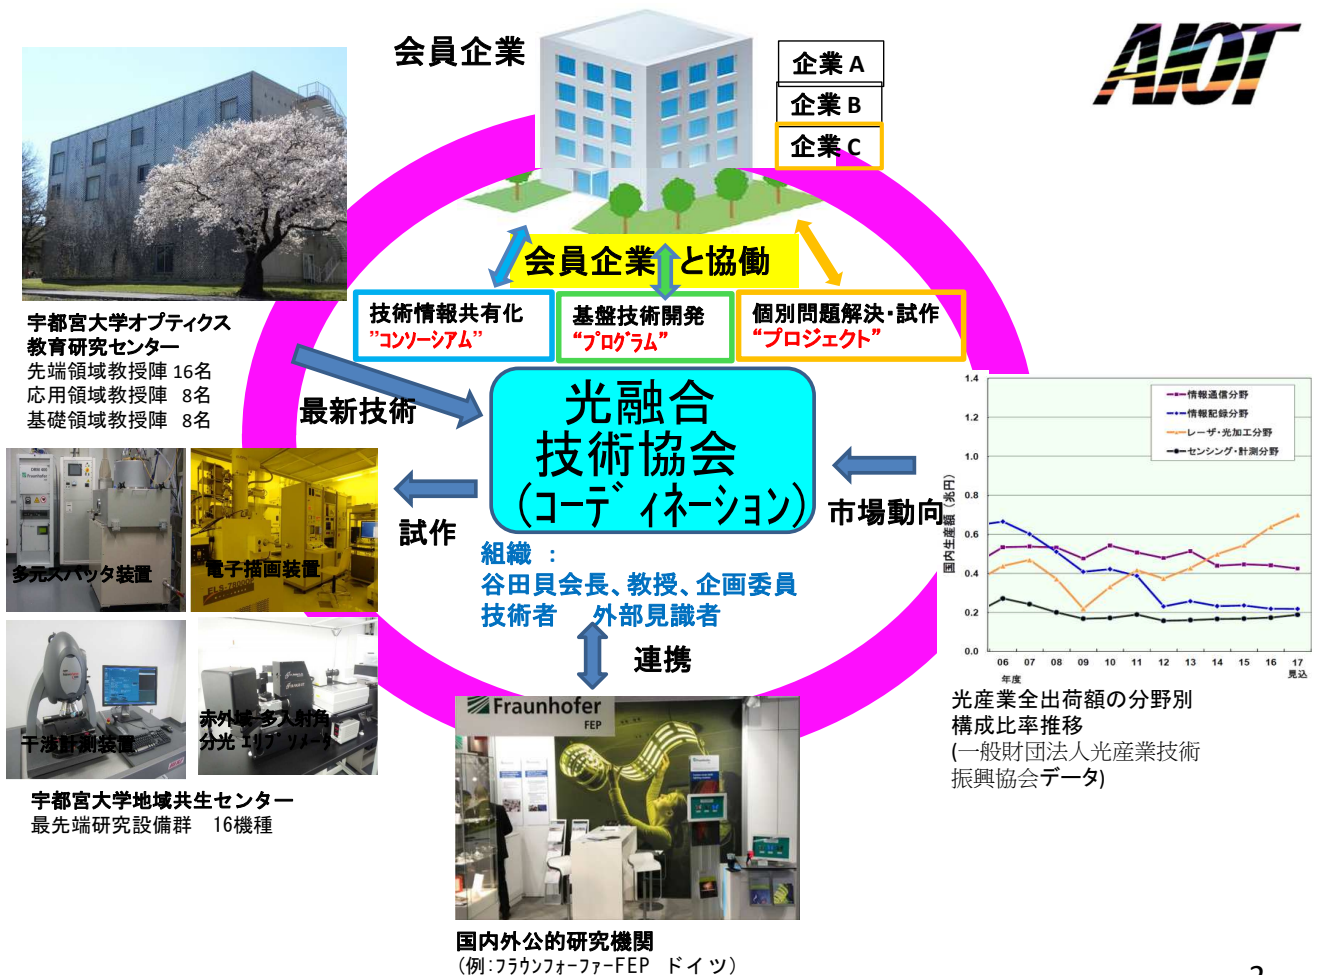 会員企業
企業 A
企業 B
企業 C
AIOT
会員企業 と協働
技術情報共有化
”コンソーシアム”
基盤技術開発
“プログラム”
個別問題解決・試作
“プロジェクト”
宇都宮大学オプティクス
教育研究センター
先端領域教授陣 16名
応用領域教授陣 8名
基礎領域教授陣 8名
最新技術
光融合
技術協会
(コーディネーション)
試作
市場動向
組織 :
谷田貝会長、教授、企画委員
技術者 外部見識者
連携
多元スパッタ装置
電子描画装置
干渉計測装置
赤外域 多入射角
分光 エリプソメータ
宇都宮大学地域共生センター
最先端研究設備群 16機種
Fraunhofer
FEP
国内外公的研究機関
(例:フラウンフォーファーFEP ドイツ)
情報通信分野
情報記録分野
レーザ・光加工分野
センシング・計測分野
国内生産額 (兆円)
1.4
1.2
1.0
0.8
0.6
0.4
0.2
0.0
06 07 08 09 10 11 12 13 14 15 16 17
年度
見込
光産業全出荷額の分野別
構成比率推移
(一般財団法人光産業技術
振興協会データ)